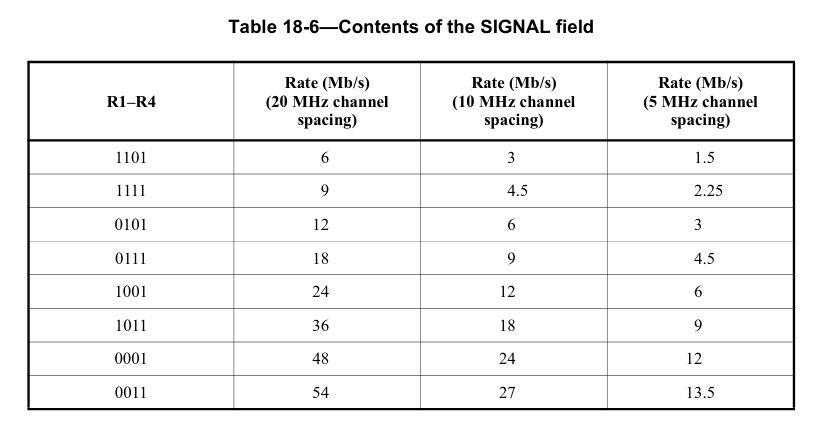 Table 18-6—Contents of the SIGNAL field
R1–R4 Rate (Mb/s) (20 MHz channel spacing) Rate (Mb/s) (10 MHz channel spacing) Rate (Mb/s) (5 MHz channel spacing)
1101 6 3 1.5
1111 9 4.5 2.25
0101 12 6 3
0111 18 9 4.5
1001 24 12 6
1011 36 18 9
0001 48 24 12
0011 54 27 13.5